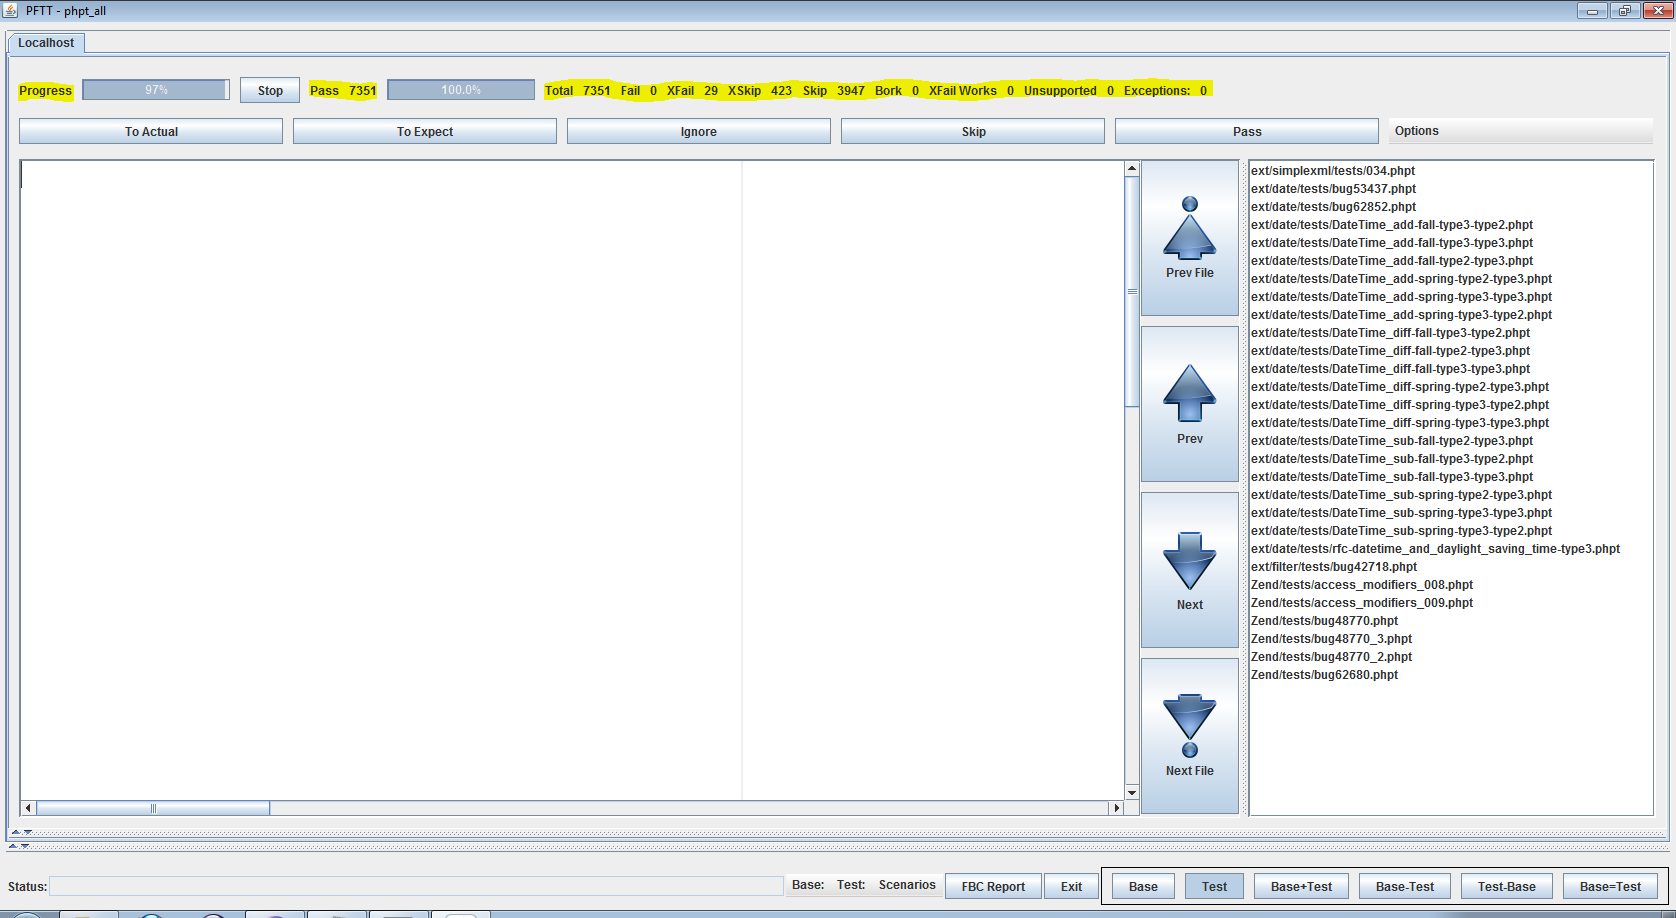 PFTT - phpt_all
Localhost
Progress 97% Stop Pass 7351 100.0% Total 7351 Fail 0 XFail 29 XSkip 423 Skip 3947 Bork 0 XFail Works 0 Unsupported 0 Exceptions: 0
To Actual To Expect Ignore Skip Pass Options
Prev File
Prev
Next
Next File
ext/simplexml/tests/034.phpt
ext/date/tests/bug53437.phpt
ext/date/tests/bug62852.phpt
ext/date/tests/DateTime_add-fall-type3-type2.phpt
ext/date/tests/DateTime_add-fall-type3-type3.phpt
ext/date/tests/DateTime_add-fall-type2-type3.phpt
ext/date/tests/DateTime_add-spring-type2-type3.phpt
ext/date/tests/DateTime_add-spring-type3-type3.phpt
ext/date/tests/DateTime_add-spring-type3-type2.phpt
ext/date/tests/DateTime_diff-fall-type3-type2.phpt
ext/date/tests/DateTime_diff-fall-type2-type3.phpt
ext/date/tests/DateTime_diff-fall-type3-type3.phpt
ext/date/tests/DateTime_diff-spring-type2-type3.phpt
ext/date/tests/DateTime_diff-spring-type3-type2.phpt
ext/date/tests/DateTime_diff-spring-type3-type3.phpt
ext/date/tests/DateTime_sub-fall-type2-type3.phpt
ext/date/tests/DateTime_sub-fall-type3-type2.phpt
ext/date/tests/DateTime_sub-fall-type3-type3.phpt
ext/date/tests/DateTime_sub-spring-type2-type3.phpt
ext/date/tests/DateTime_sub-spring-type3-type3.phpt
ext/date/tests/DateTime_sub-spring-type3-type2.phpt
ext/date/tests/rfc-datetime_and_daylight_saving_time-type3.phpt
ext/filter/tests/bug42718.phpt
Zend/tests/access_modifiers_008.phpt
Zend/tests/access_modifiers_009.phpt
Zend/tests/bug48770.phpt
Zend/tests/bug48770_3.phpt
Zend/tests/bug48770_2.phpt
Zend/tests/bug62680.phpt
Status: Base: Test: Scenarios FBC Report Exit Base Test Base+Test Base-Test Test-Base Base=Test